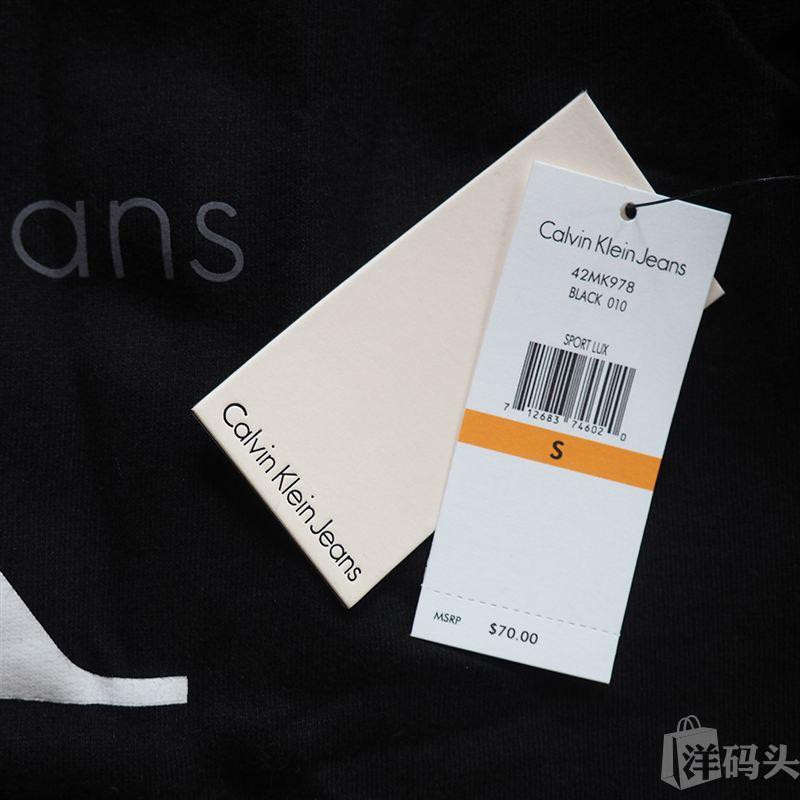 ans
Calvin Klein Jeans
Calvin Klein Jeans
42MK978
BLACK 010
SPORT LUX
7 12683 74602 0
S
MSRP $70.00
洋码头